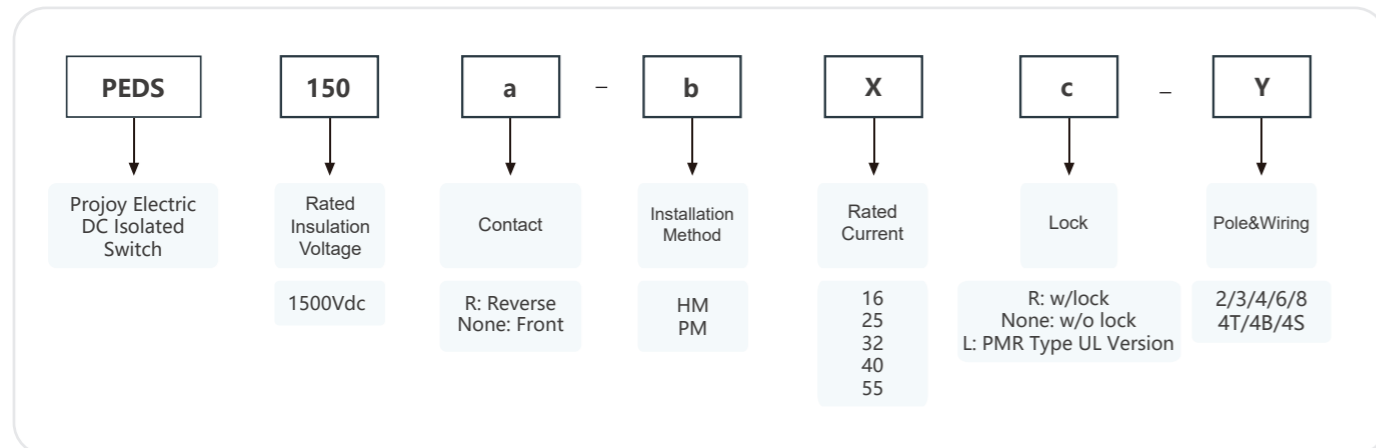 PEDS 150 a – b X c – Y
Projoy Electric
DC Isolated
Switch
Rated
Insulation
Voltage
Contact
Installation
Method
Rated
Current
Lock
Pole&Wiring
1500Vdc
R: Reverse
None: Front
HM
PM
16
25
32
40
55
R: w/lock
None: w/o lock
L: PMR Type UL Version
2/3/4/6/8
4T/4B/4S